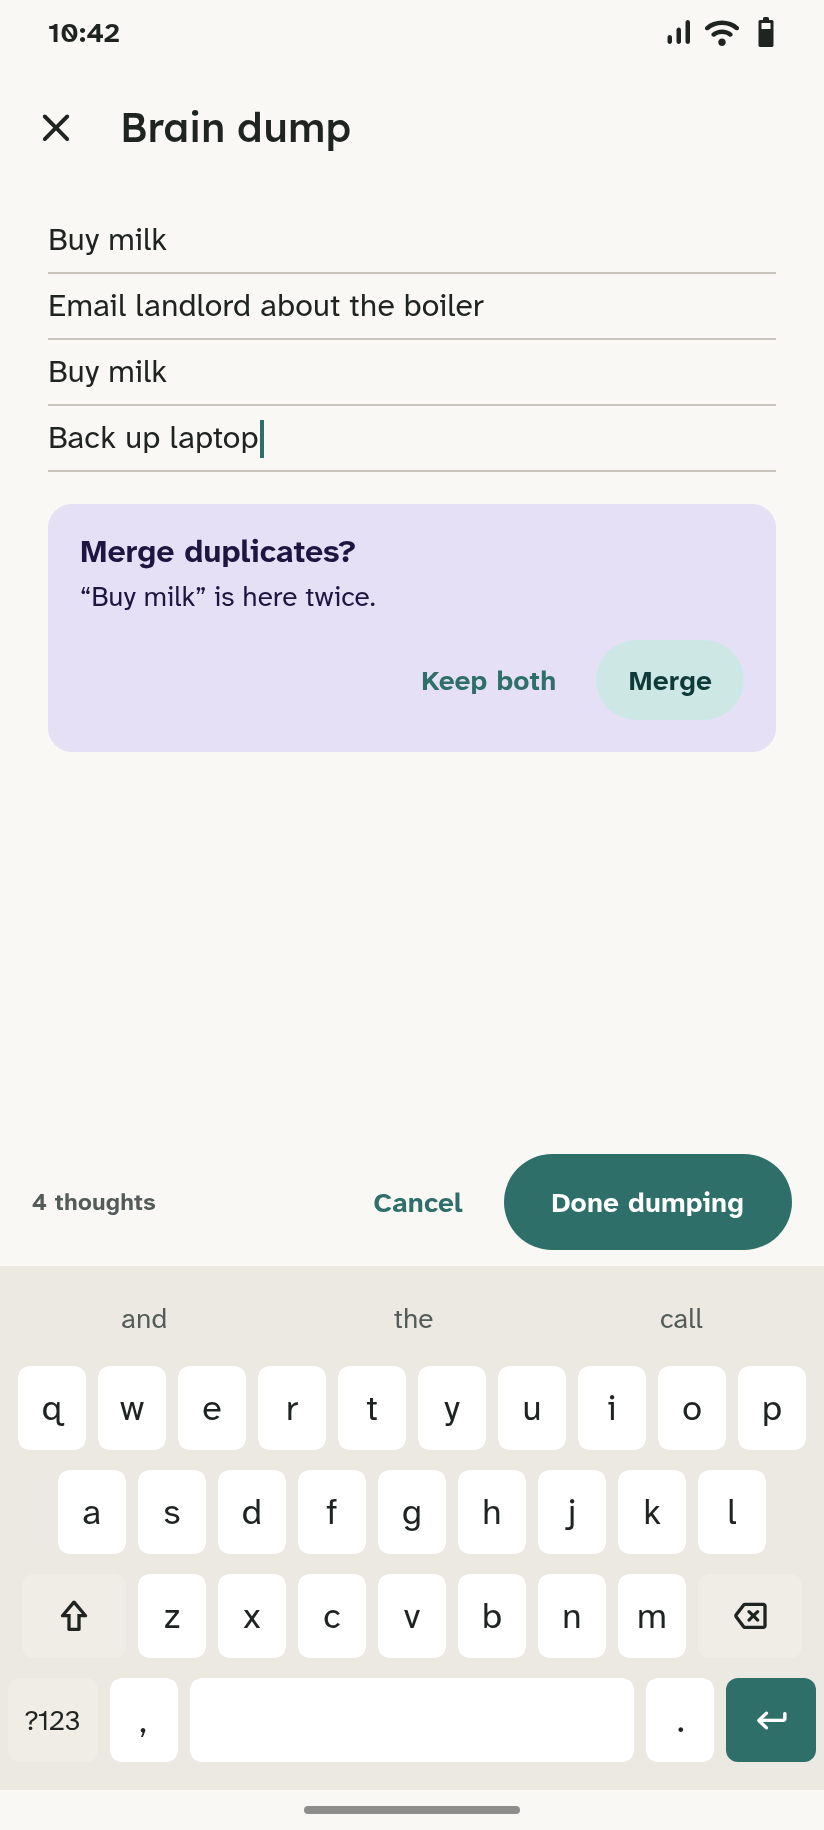 10:42
Brain dump
Buy milk
Email landlord about the boiler
Buy milk
Back up laptop
Merge duplicates?
“Buy milk” is here twice.
Keep both Merge
4 thoughts Cancel Done dumping
and the call
q w e r t y u i o p
a s d f g h j k l
z x c v b n m
?123 , .